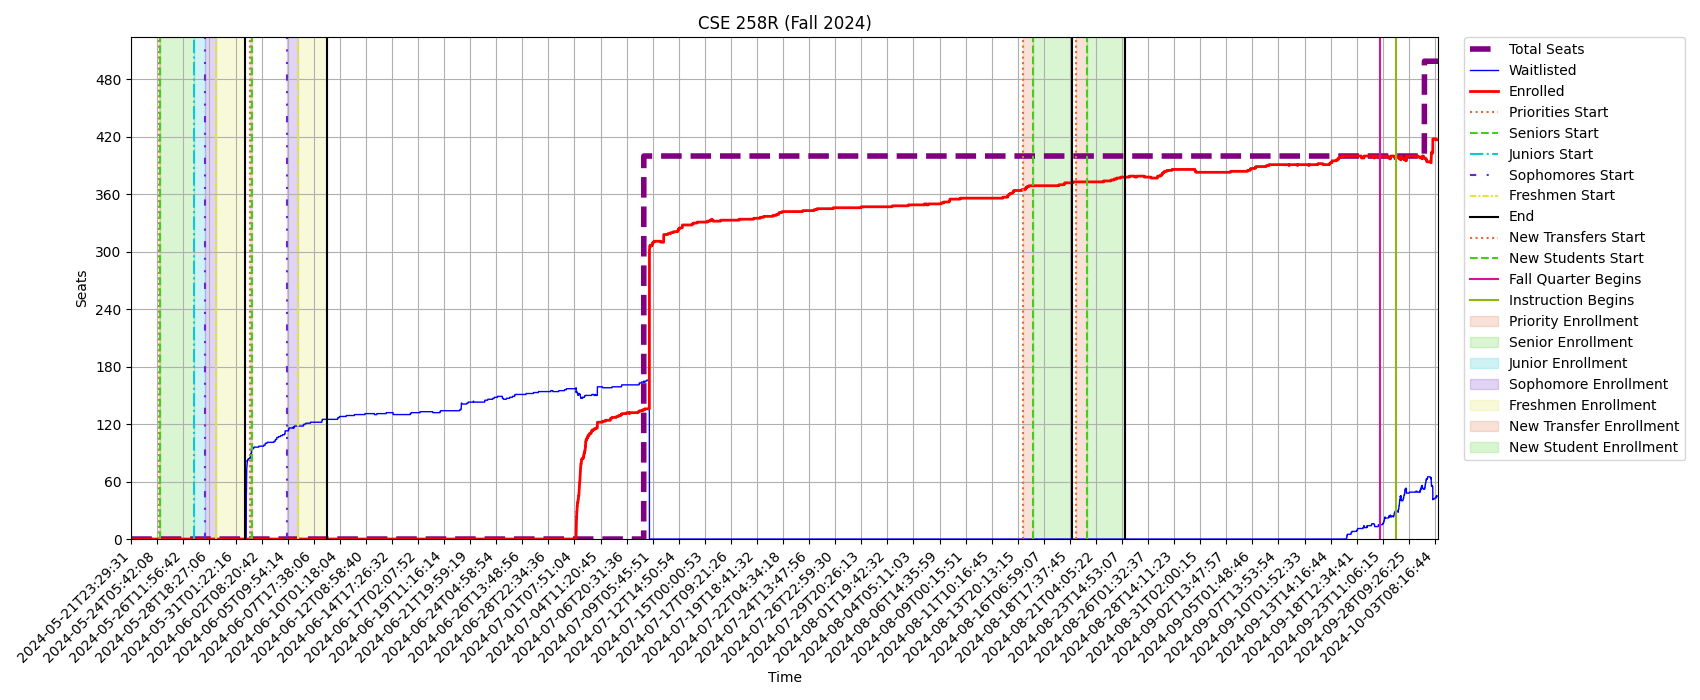 CSE 258R (Fall 2024)
Seats
480
420
360
300
240
180
120
60
0
2024-05-21T23:29:31
2024-05-24T05:42:08
2024-05-26T11:56:42
2024-05-28T18:27:06
2024-05-31T01:22:16
2024-06-02T08:20:42
2024-06-05T09:54:14
2024-06-07T17:38:06
2024-06-10T01:18:04
2024-06-12T08:58:40
2024-06-14T17:26:32
2024-06-17T02:07:52
2024-06-19T11:16:14
2024-06-21T19:59:19
2024-06-24T04:58:54
2024-06-26T13:48:56
2024-06-28T22:34:36
2024-07-01T07:51:04
2024-07-04T11:20:45
2024-07-06T20:31:36
2024-07-09T05:45:51
2024-07-12T14:50:54
2024-07-15T00:00:53
2024-07-17T09:21:26
2024-07-19T18:41:32
2024-07-22T04:34:18
2024-07-24T13:47:56
2024-07-26T22:59:30
2024-07-29T20:26:13
2024-08-01T19:42:32
2024-08-04T05:11:03
2024-08-06T14:35:59
2024-08-09T00:15:51
2024-08-11T10:16:45
2024-08-13T20:13:15
2024-08-16T06:59:07
2024-08-18T17:37:45
2024-08-21T04:05:22
2024-08-23T14:53:07
2024-08-26T01:32:37
2024-08-28T14:11:23
2024-08-31T02:00:15
2024-09-02T13:47:57
2024-09-05T01:48:46
2024-09-07T13:53:54
2024-09-10T01:52:33
2024-09-13T14:16:44
2024-09-18T12:34:41
2024-09-23T11:06:15
2024-09-28T09:26:25
2024-10-03T08:16:44
Time
Total Seats
Waitlisted
Enrolled
Priorities Start
Seniors Start
Juniors Start
Sophomores Start
Freshmen Start
End
New Transfers Start
New Students Start
Fall Quarter Begins
Instruction Begins
Priority Enrollment
Senior Enrollment
Junior Enrollment
Sophomore Enrollment
Freshmen Enrollment
New Transfer Enrollment
New Student Enrollment